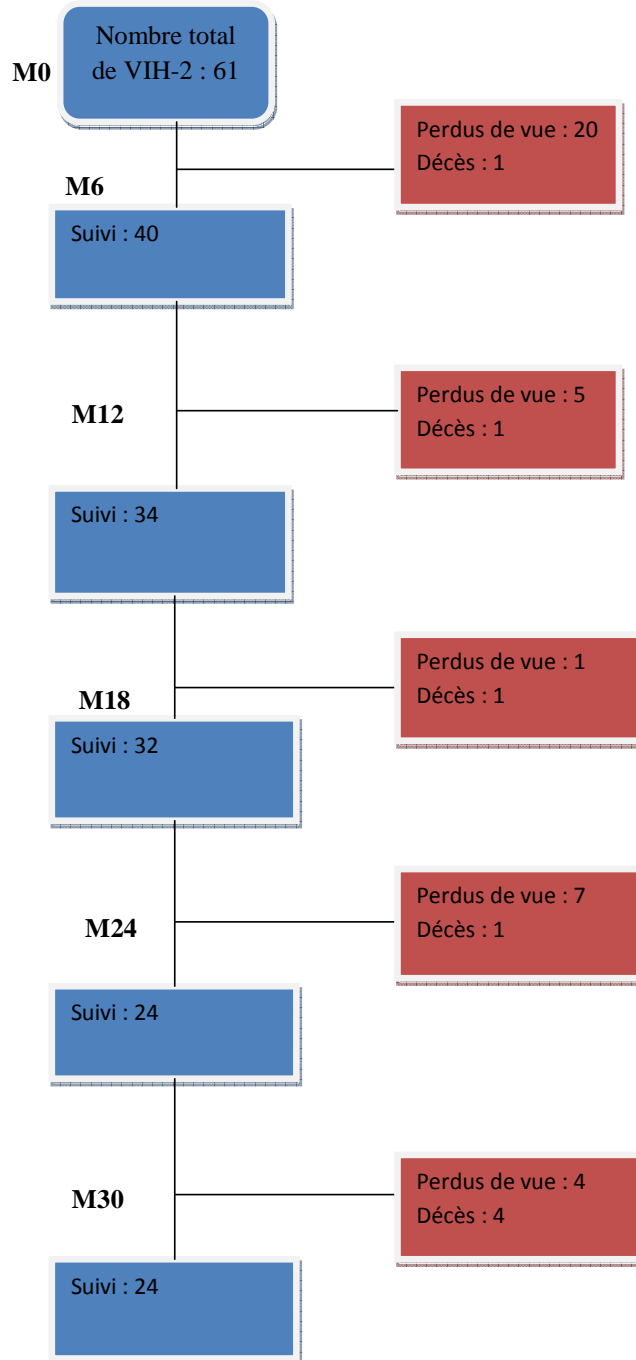 Nombre total
de VIH-2 : 61
M0
Perdus de vue : 20
Décès : 1
M6
Suivi : 40
Perdus de vue : 5
Décès : 1
M12
Suivi : 34
Perdus de vue : 1
Décès : 1
M18
Suivi : 32
Perdus de vue : 7
Décès : 1
M24
Suivi : 24
Perdus de vue : 4
Décès : 4
M30
Suivi : 24